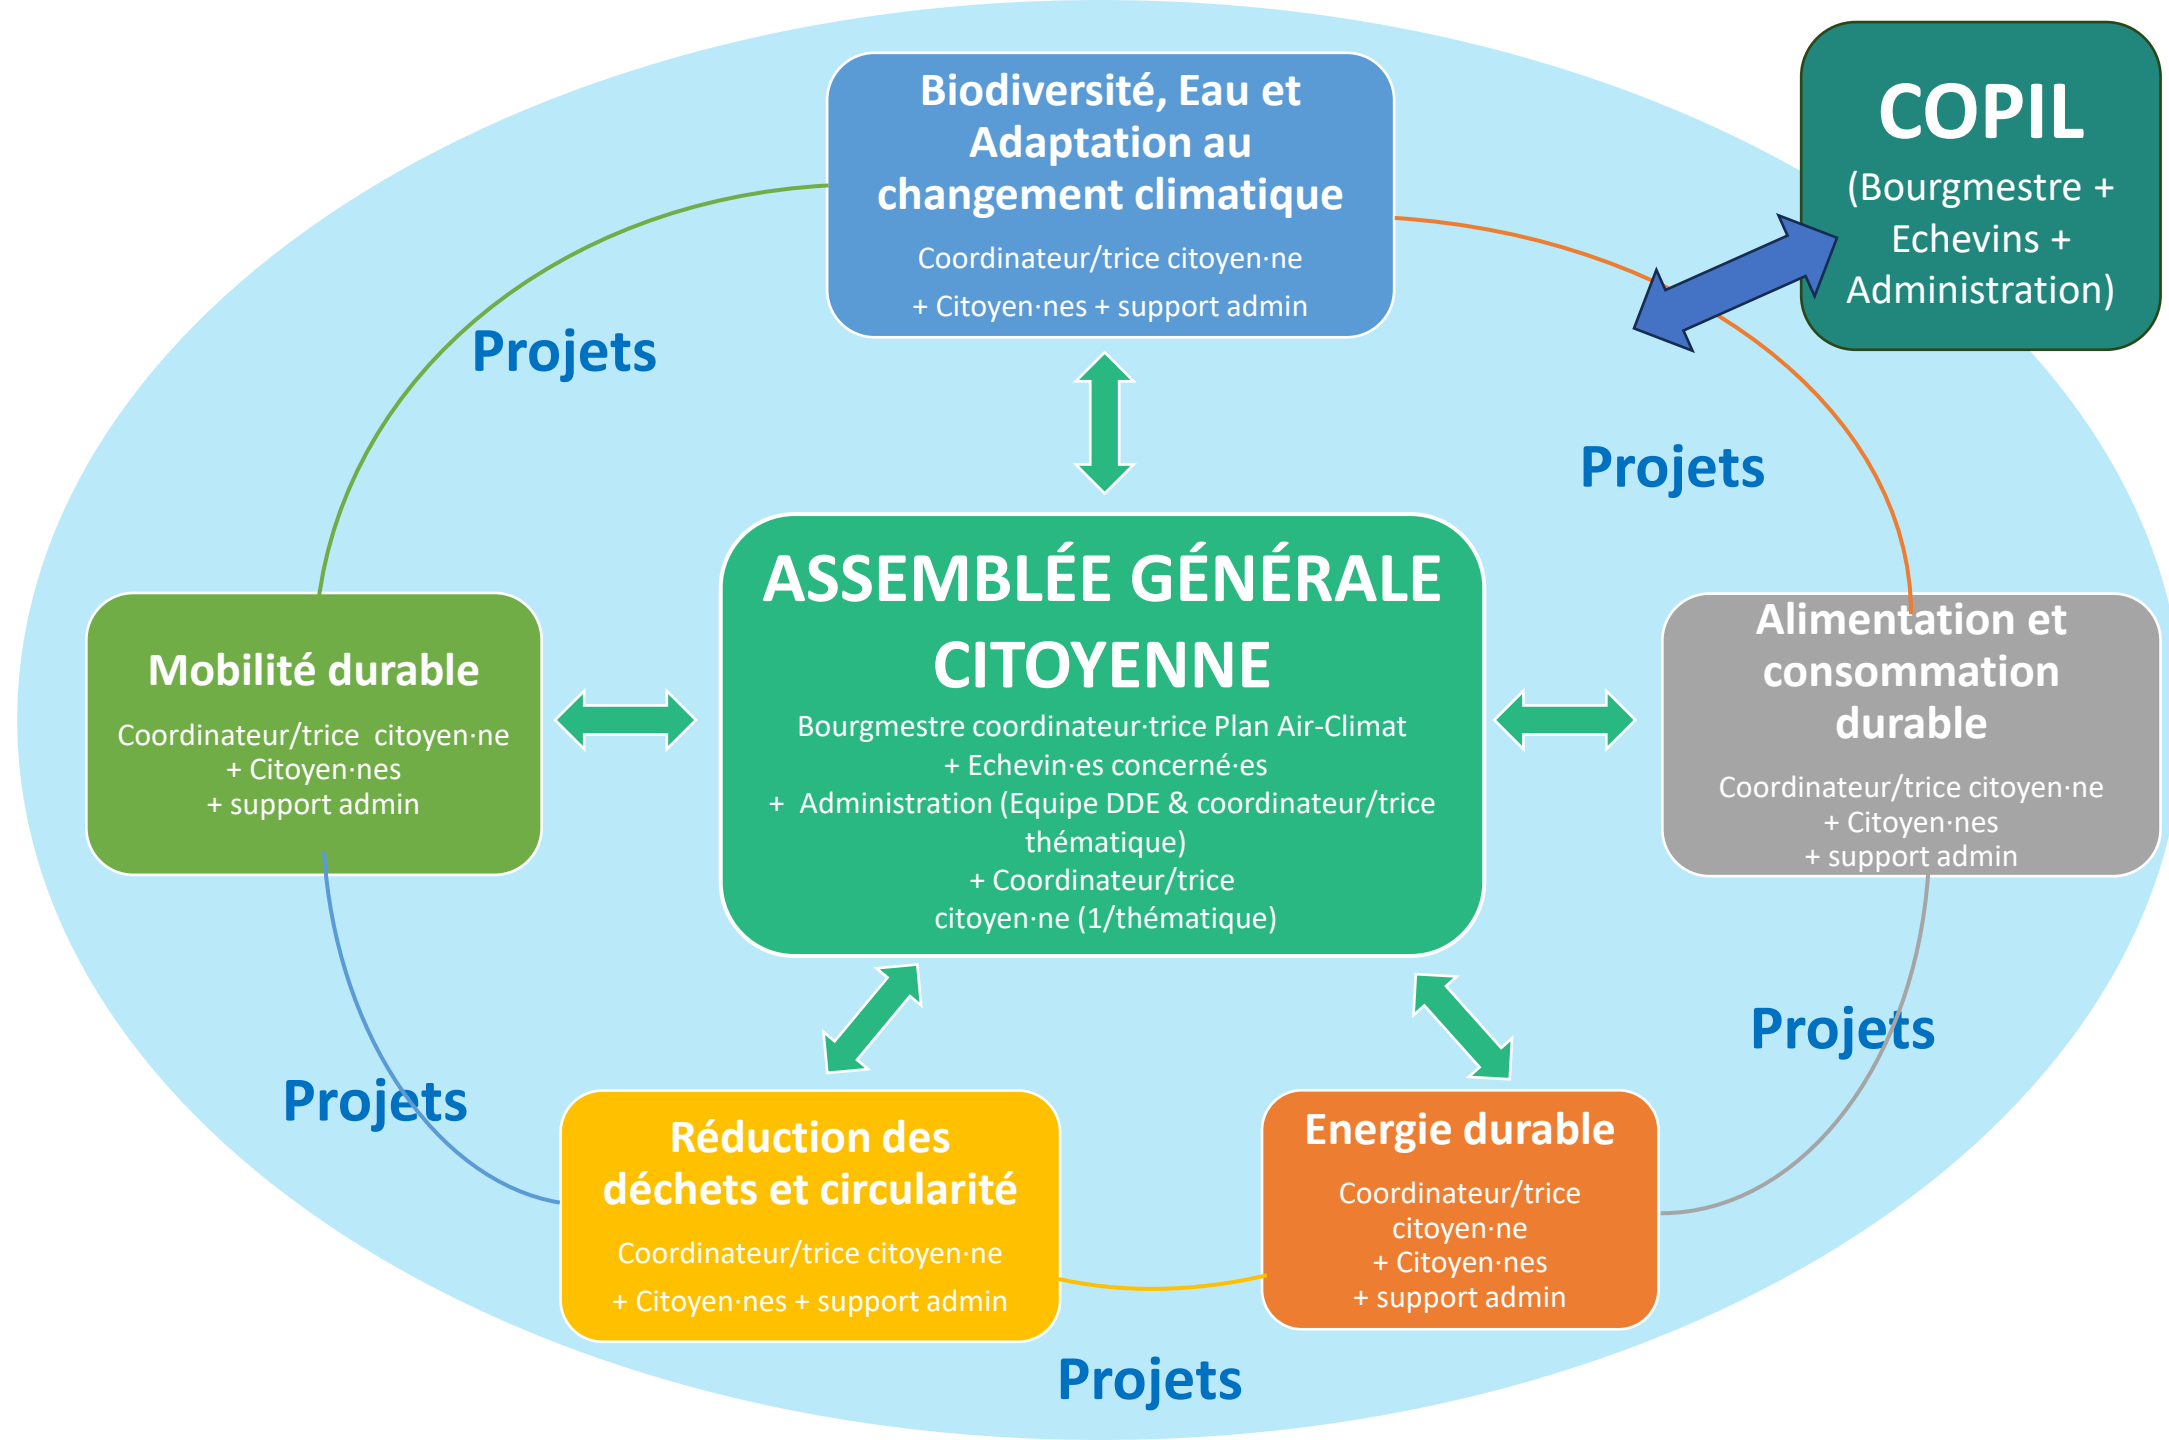 Biodiversité, Eau et
Adaptation au
changement climatique
Coordinateur/trice citoyen·ne
+ Citoyen·nes + support admin
COPIL
(Bourgmestre +
Echevins +
Administration)
Projets
Projets
ASSEMBLÉE GÉNÉRALE
CITOYENNE
Bourgmestre coordinateur·trice Plan Air-Climat
+ Echevin·es concerné·es
+ Administration (Equipe DDE & coordinateur/trice
thématique)
+ Coordinateur/trice
citoyen·ne (1/thématique)
Mobilité durable
Coordinateur/trice citoyen·ne
+ Citoyen·nes
+ support admin
Alimentation et
consommation
durable
Coordinateur/trice citoyen·ne
+ Citoyen·nes
+ support admin
Projets
Projets
Réduction des
déchets et circularité
Coordinateur/trice citoyen·ne
+ Citoyen·nes + support admin
Energie durable
Coordinateur/trice
citoyen·ne
+ Citoyen·nes
+ support admin
Projets